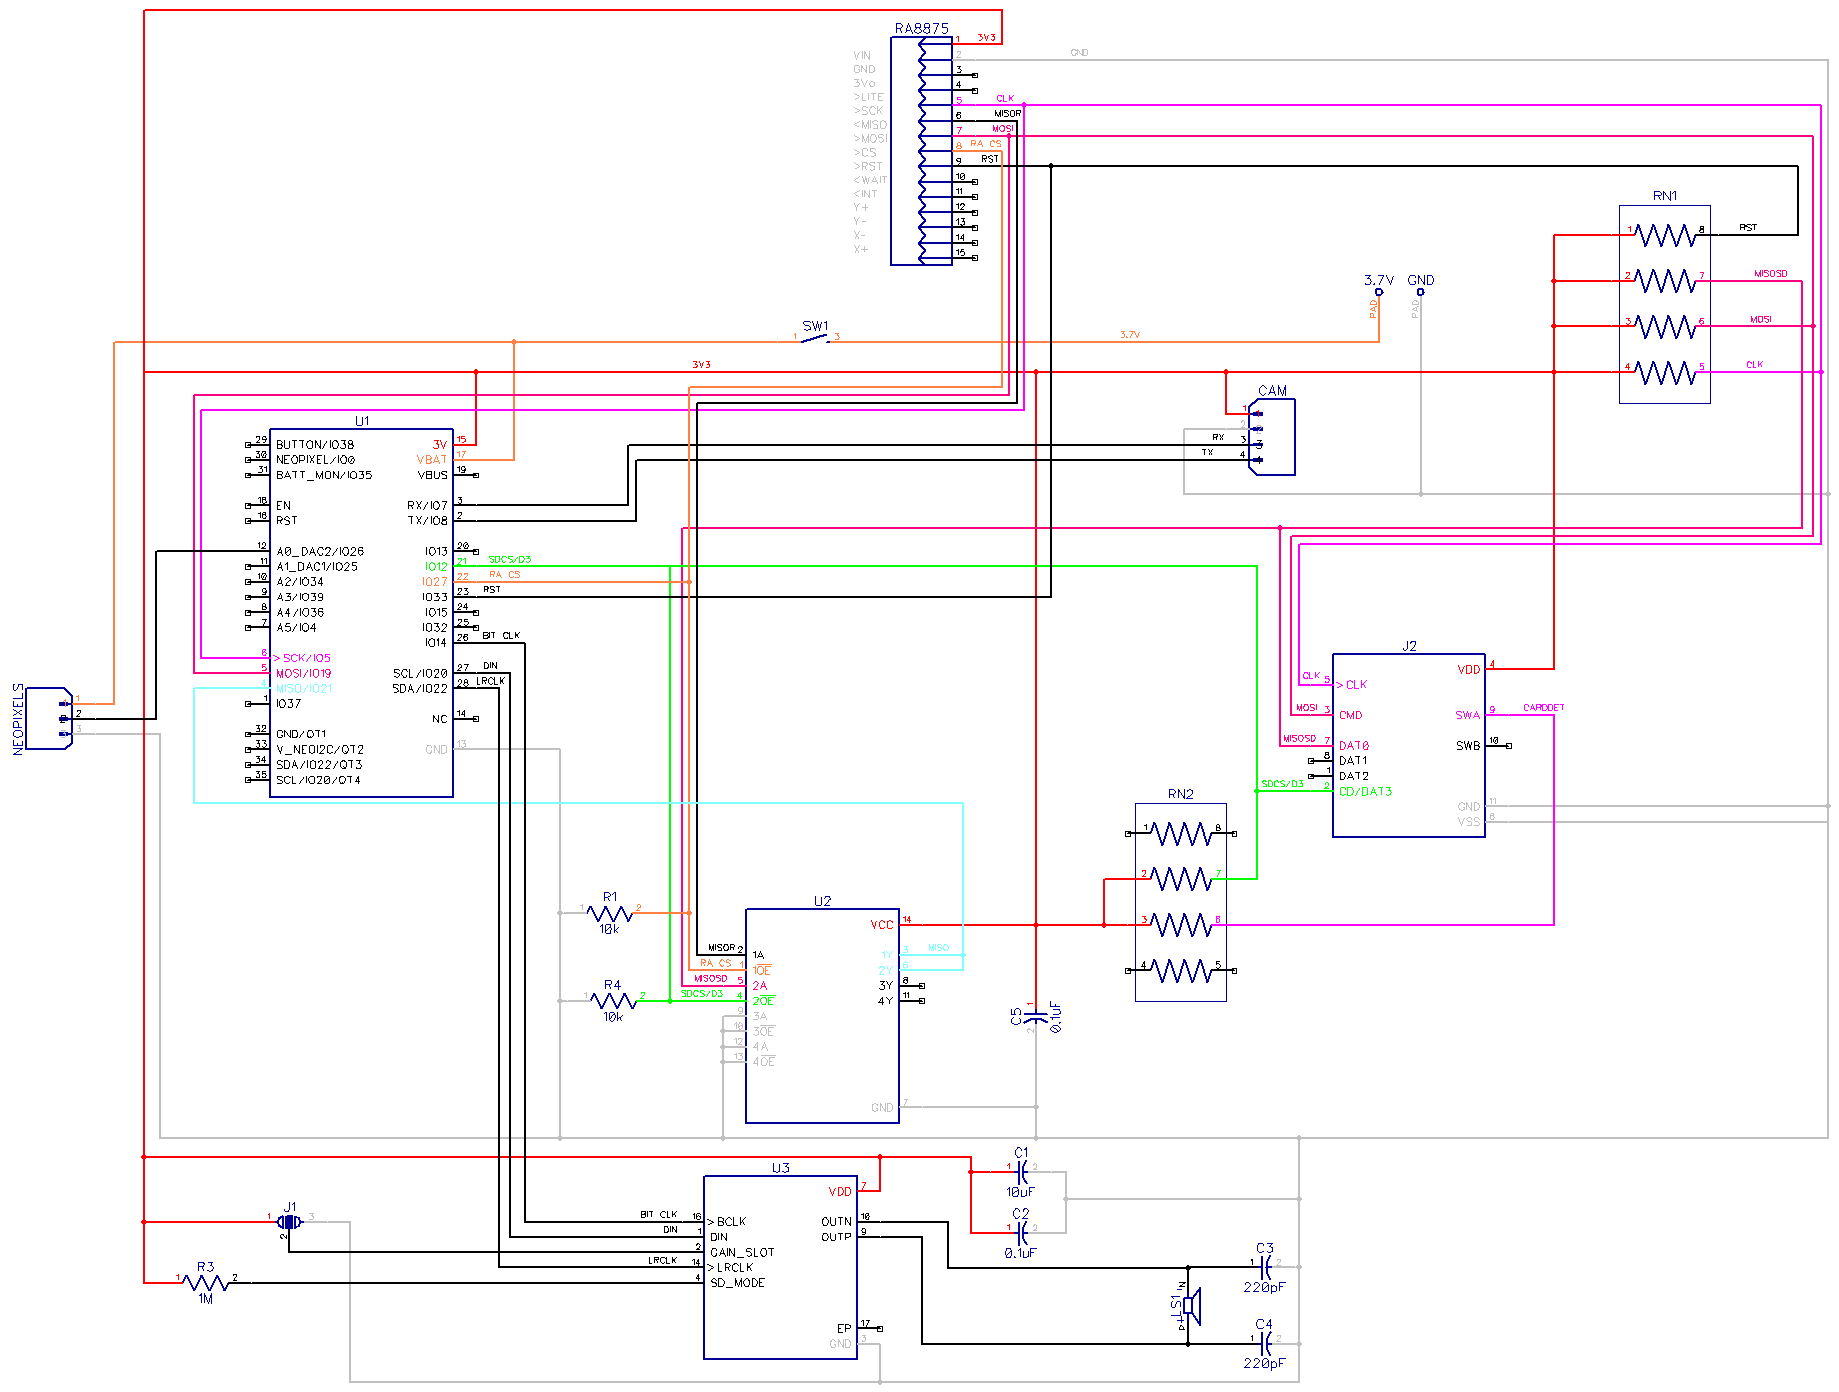 RA8875
VIN
GND
3Vo
>LITE
>SCK
<MISO
>MOSI
>CS
>RST
<WAIT
<INT
Y+
Y-
X-
X+
1 3V3
2 GND
3
4
5 CLK
6 MISOR
7 MOSI
8 RA CS
9 RST
10
11
12
13
14
15
RN1
1 8 RST
2 7 MISOSD
3 6 MOSI
4 5 CLK
3.7V GND
PAD PAD
SW1
1 3 3.7V
3V3
CAM
1
2
RX 3 3
TX 4
U1
29 BUTTON/IO38 3V 15
30 NEOPIXEL/IO0 VBAT 17
31 BATT_MON/IO35 VBUS 19
18 EN RX/IO7 3
16 RST TX/IO8 2
12 A0_DAC2/IO26 IO13 20
11 A1_DAC1/IO25 IO12 21 SDCS/D3
10 A2/IO34 IO27 22 RA CS
9 A3/IO39 IO33 23 RST
8 A4/IO36 IO15 24
7 A5/IO4 IO32 25
IO14 26 BIT CLK
6 >SCK/IO5
5 MOSI/IO19 SCL/IO20 27 DIN
4 MISO/IO21 SDA/IO22 28 LRCLK
1 IO37
NC 14
32 GND/QT1
33 V_NEOI2C/QT2 GND 13
34 SDA/IO22/QT3
35 SCL/IO20/QT4
NEOPIXELS
1
2
3
J2
VDD 4
CLK 5 >CLK
MOSI 3 CMD SWA 9 CARDDET
MISOSD 7 DAT0 SWB 10
8 DAT1
1 DAT2
SDCS/D3 2 CD/DAT3
GND 11
VSS 6
RN2
1 8
2 7
3 6
4 5
R1
1 2
10k
R4
1 2
10k
U2
VCC 14
MISOR 2 1A 1Y 3 MISO
RA CS 1 1OE 2Y 6
MISOSD 5 2A 3Y 8
SDCS/D3 4 2OE 4Y 11
9 3A
10 3OE
12 4A
13 4OE
GND 7
C5
1
2
0.1uF
U3
VDD 7
BIT CLK 16 >BCLK OUTN 10
DIN 1 DIN OUTP 9
2 GAIN_SLOT
LRCLK 14 >LRCLK
4 SD_MODE
EP 17
GND 3
C1
1 2
10uF
C2
1 2
0.1uF
J1
1 3
2
R3
1 2
1M
C3
1 2
220pF
LS1
N
P +
C4
1 2
220pF